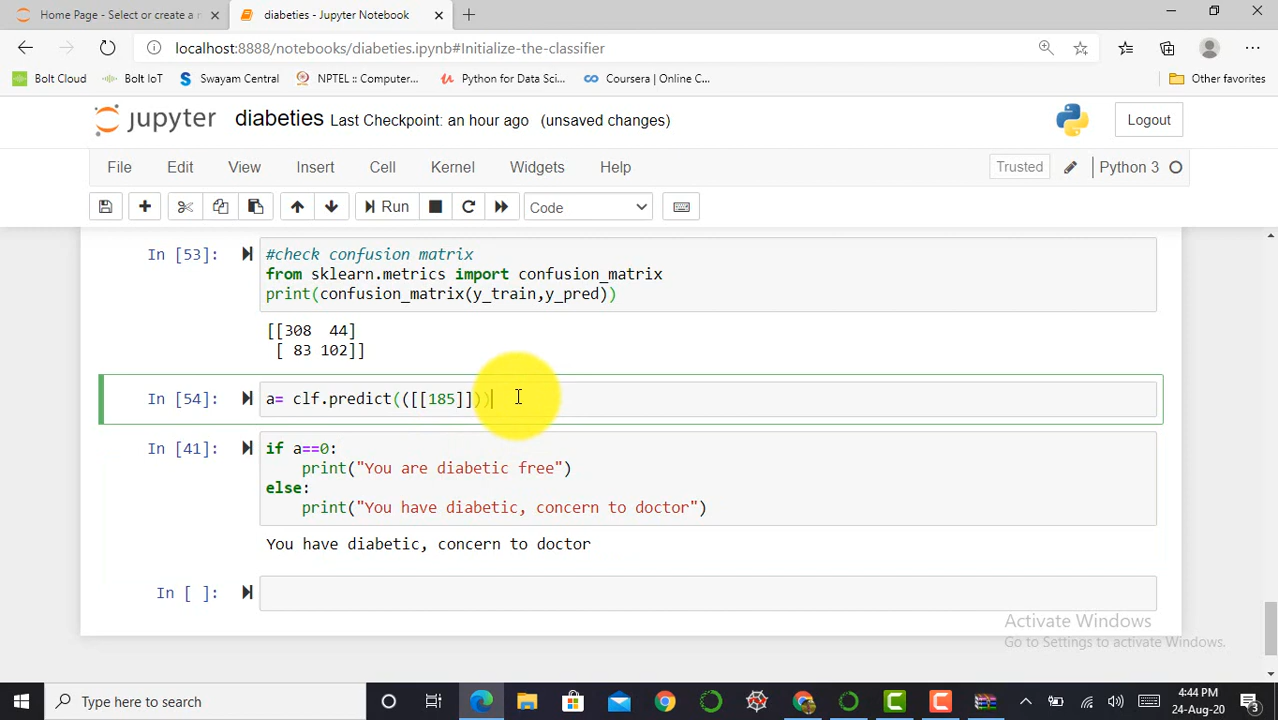 Home Page - Select or create a n
diabeties - Jupyter Notebook
localhost:8888/notebooks/diabeties.ipynb#Initialize-the-classifier
Bolt Cloud
Bolt IoT
Swayam Central
NPTEL :: Computer...
Python for Data Sci...
Coursera | Online C...
Other favorites
jupyter diabeties Last Checkpoint: an hour ago (unsaved changes)
Logout
File Edit View Insert Cell Kernel Widgets Help
Trusted
Python 3
Run
Code
In [53]:
#check confusion matrix
from sklearn.metrics import confusion_matrix
print(confusion_matrix(y_train,y_pred))
[[308 44]
[ 83 102]]
In [54]:
a= clf.predict(([[185]]))
In [41]:
if a==0:
print("You are diabetic free")
else:
print("You have diabetic, concern to doctor")
You have diabetic, concern to doctor
In [ ]:
Activate Windows
Go to Settings to activate Windows.
Type here to search
4:44 PM
24-Aug-20
3